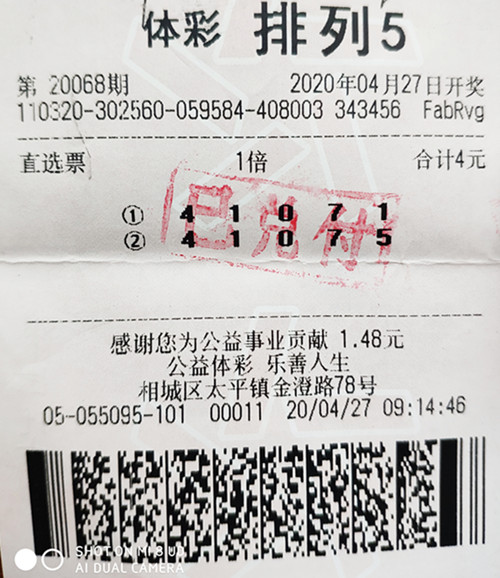 体彩 排列5
第 20068期 2020年04月27日开奖
110320-302560-059584-408003 343456 FabRvg
直选票 1倍 合计4元
① 4 1 0 7 1
② 4 1 0 7 5
已兑付
感谢您为公益事业贡献 1.48元
公益体彩 乐善人生
相城区太平镇金澄路78号
05-055095-101 00011 20/04/27 09:14:46
SHOT ON MI 8 UD
AI DUAL CAMERA